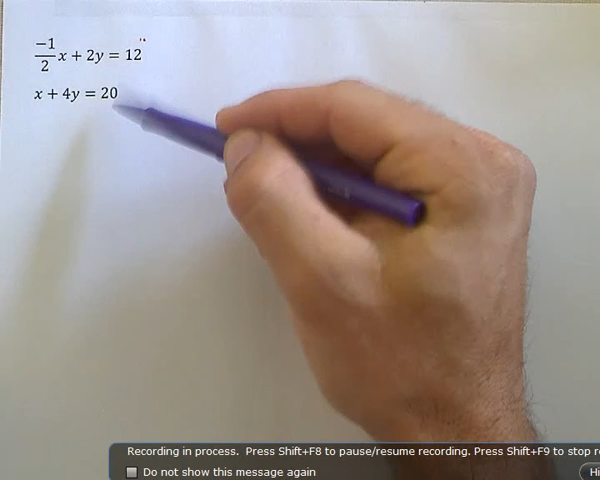 -1/2 x + 2y = 12
x + 4y = 20
Recording in process. Press Shift+F8 to pause/resume recording. Press Shift+F9 to stop
Do not show this message again